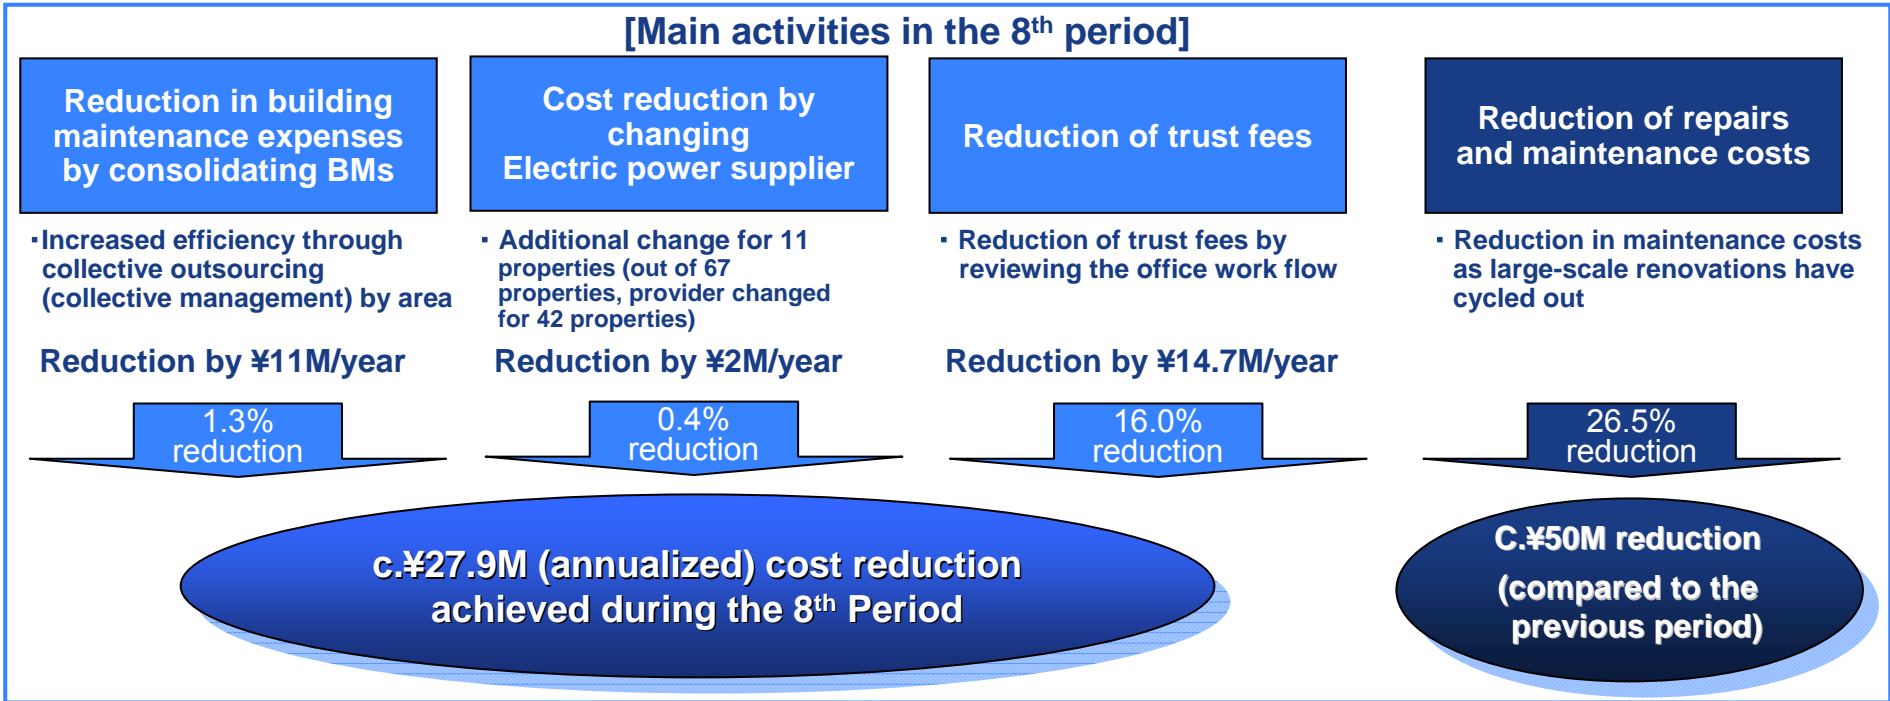 [Main activities in the 8th period]
Reduction in building
maintenance expenses
by consolidating BMs
・Increased efficiency through
collective outsourcing
(collective management) by area
Reduction by ¥11M/year
1.3%
reduction
Cost reduction by
changing
Electric power supplier
・ Additional change for 11
properties (out of 67
properties, provider changed
for 42 properties)
Reduction by ¥2M/year
0.4%
reduction
Reduction of trust fees
・ Reduction of trust fees by
reviewing the office work flow
Reduction by ¥14.7M/year
16.0%
reduction
Reduction of repairs
and maintenance costs
・ Reduction in maintenance costs
as large-scale renovations have
cycled out
26.5%
reduction
c.¥27.9M (annualized) cost reduction
achieved during the 8th Period
C.¥50M reduction
(compared to the
previous period)